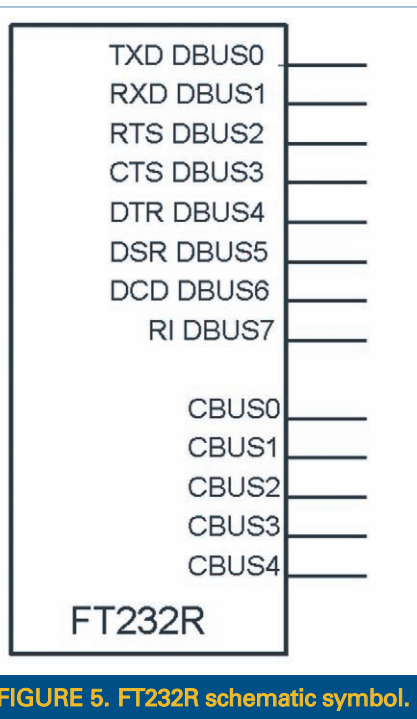 TXD DBUS0
RXD DBUS1
RTS DBUS2
CTS DBUS3
DTR DBUS4
DSR DBUS5
DCD DBUS6
RI DBUS7
CBUS0
CBUS1
CBUS2
CBUS3
CBUS4
FT232R
FIGURE 5. FT232R schematic symbol.